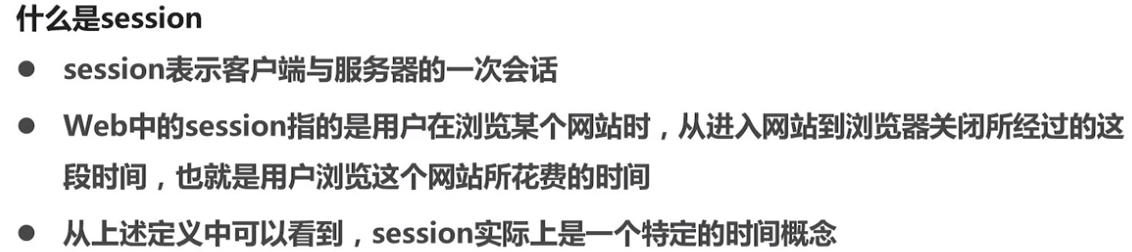 什么是session
● session表示客户端与服务器的一次会话
● Web中的session指的是用户在浏览某个网站时，从进入网站到浏览器关闭所经过的这
段时间，也就是用户浏览这个网站所花费的时间
● 从上述定义中可以看到，session实际上是一个特定的时间概念